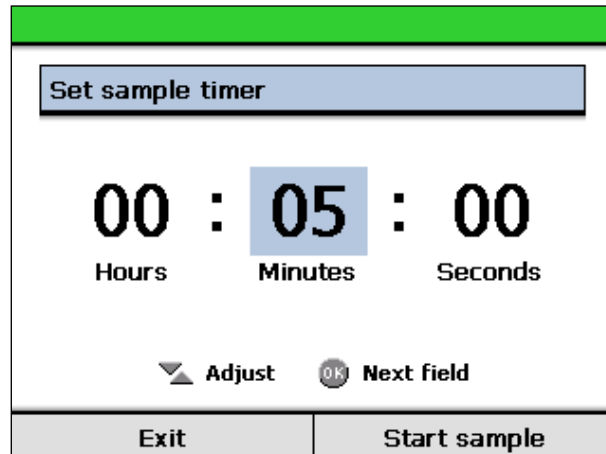 Set sample timer
00 : 05 : 00
Hours Minutes Seconds
Adjust OK Next field
Exit Start sample